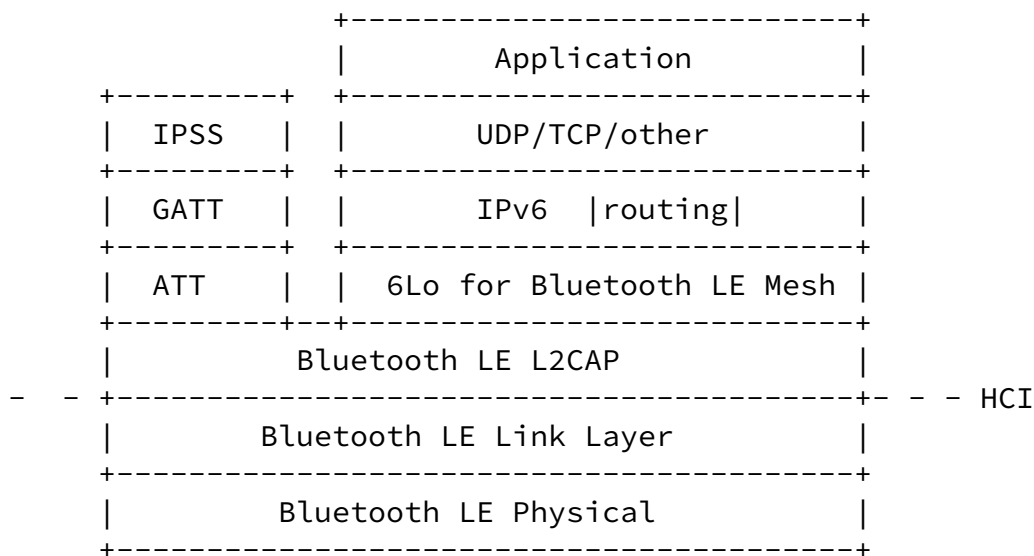 Application
IPSS UDP/TCP/other
GATT IPv6 |routing|
ATT 6Lo for Bluetooth LE Mesh
Bluetooth LE L2CAP
- - - - - HCI
Bluetooth LE Link Layer
Bluetooth LE Physical